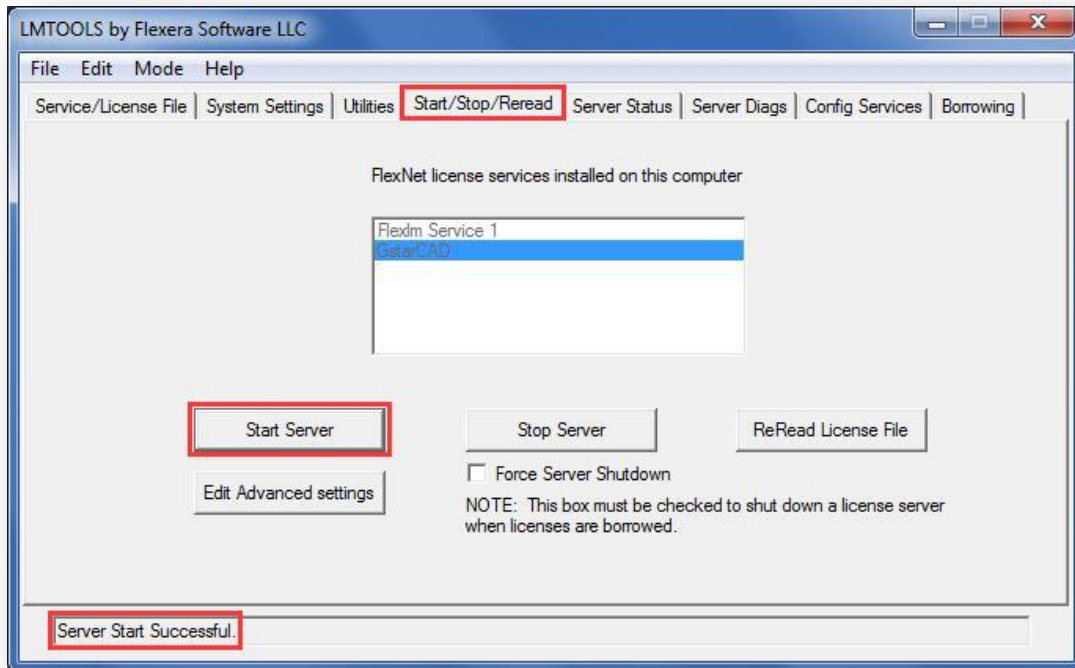 LMTOOLS by Flexera Software LLC
File Edit Mode Help
Service/License File System Settings Utilities Start/Stop/Reread Server Status Server Diags Config Services Borrowing
FlexNet license services installed on this computer
Flexlm Service 1
GstarCAD
Start Server Stop Server ReRead License File
Force Server Shutdown
Edit Advanced settings
NOTE: This box must be checked to shut down a license server
when licenses are borrowed.
Server Start Successful.